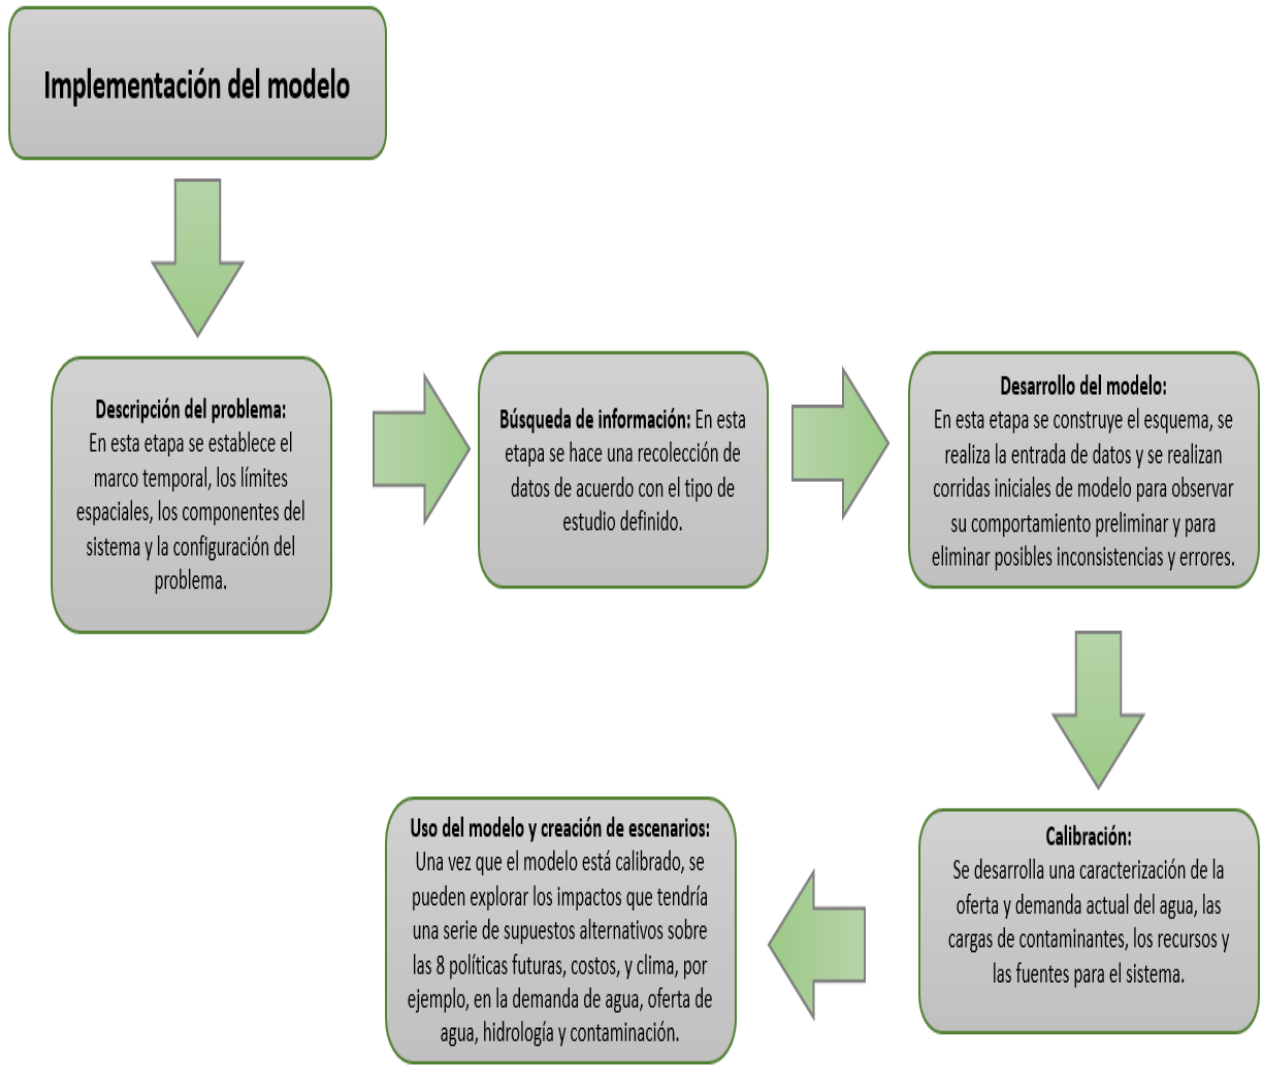 Implementación del modelo
Descripción del problema:
En esta etapa se establece el
marco temporal, los límites
espaciales, los componentes del
sistema y la configuración del
problema.
Búsqueda de información: En esta
etapa se hace una recolección de
datos de acuerdo con el tipo de
estudio definido.
Desarrollo del modelo:
En esta etapa se construye el esquema, se
realiza la entrada de datos y se realizan
corridas iniciales de modelo para observar
su comportamiento preliminar y para
eliminar posibles inconsistencias y errores.
Calibración:
Se desarrolla una caracterización de la
oferta y demanda actual del agua, las
cargas de contaminantes, los recursos y
las fuentes para el sistema.
Uso del modelo y creación de escenarios:
Una vez que el modelo está calibrado, se
pueden explorar los impactos que tendría
una serie de supuestos alternativos sobre
las 8 políticas futuras, costos, y clima, por
ejemplo, en la demanda de agua, oferta de
agua, hidrología y contaminación.